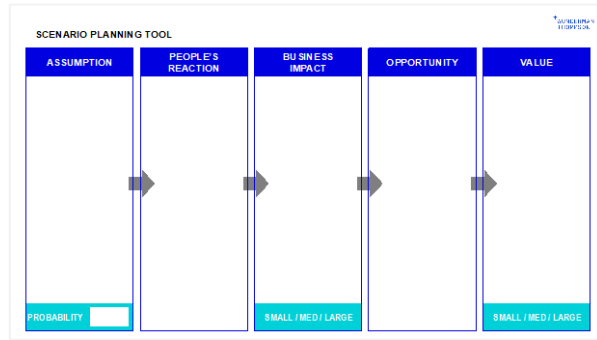 SCENARIO PLANNING TOOL
ASSUMPTION
PEOPLE'S
REACTION
BUSINESS
IMPACT
OPPORTUNITY
VALUE
PROBABILITY
SMALL / MED / LARGE
SMALL / MED / LARGE